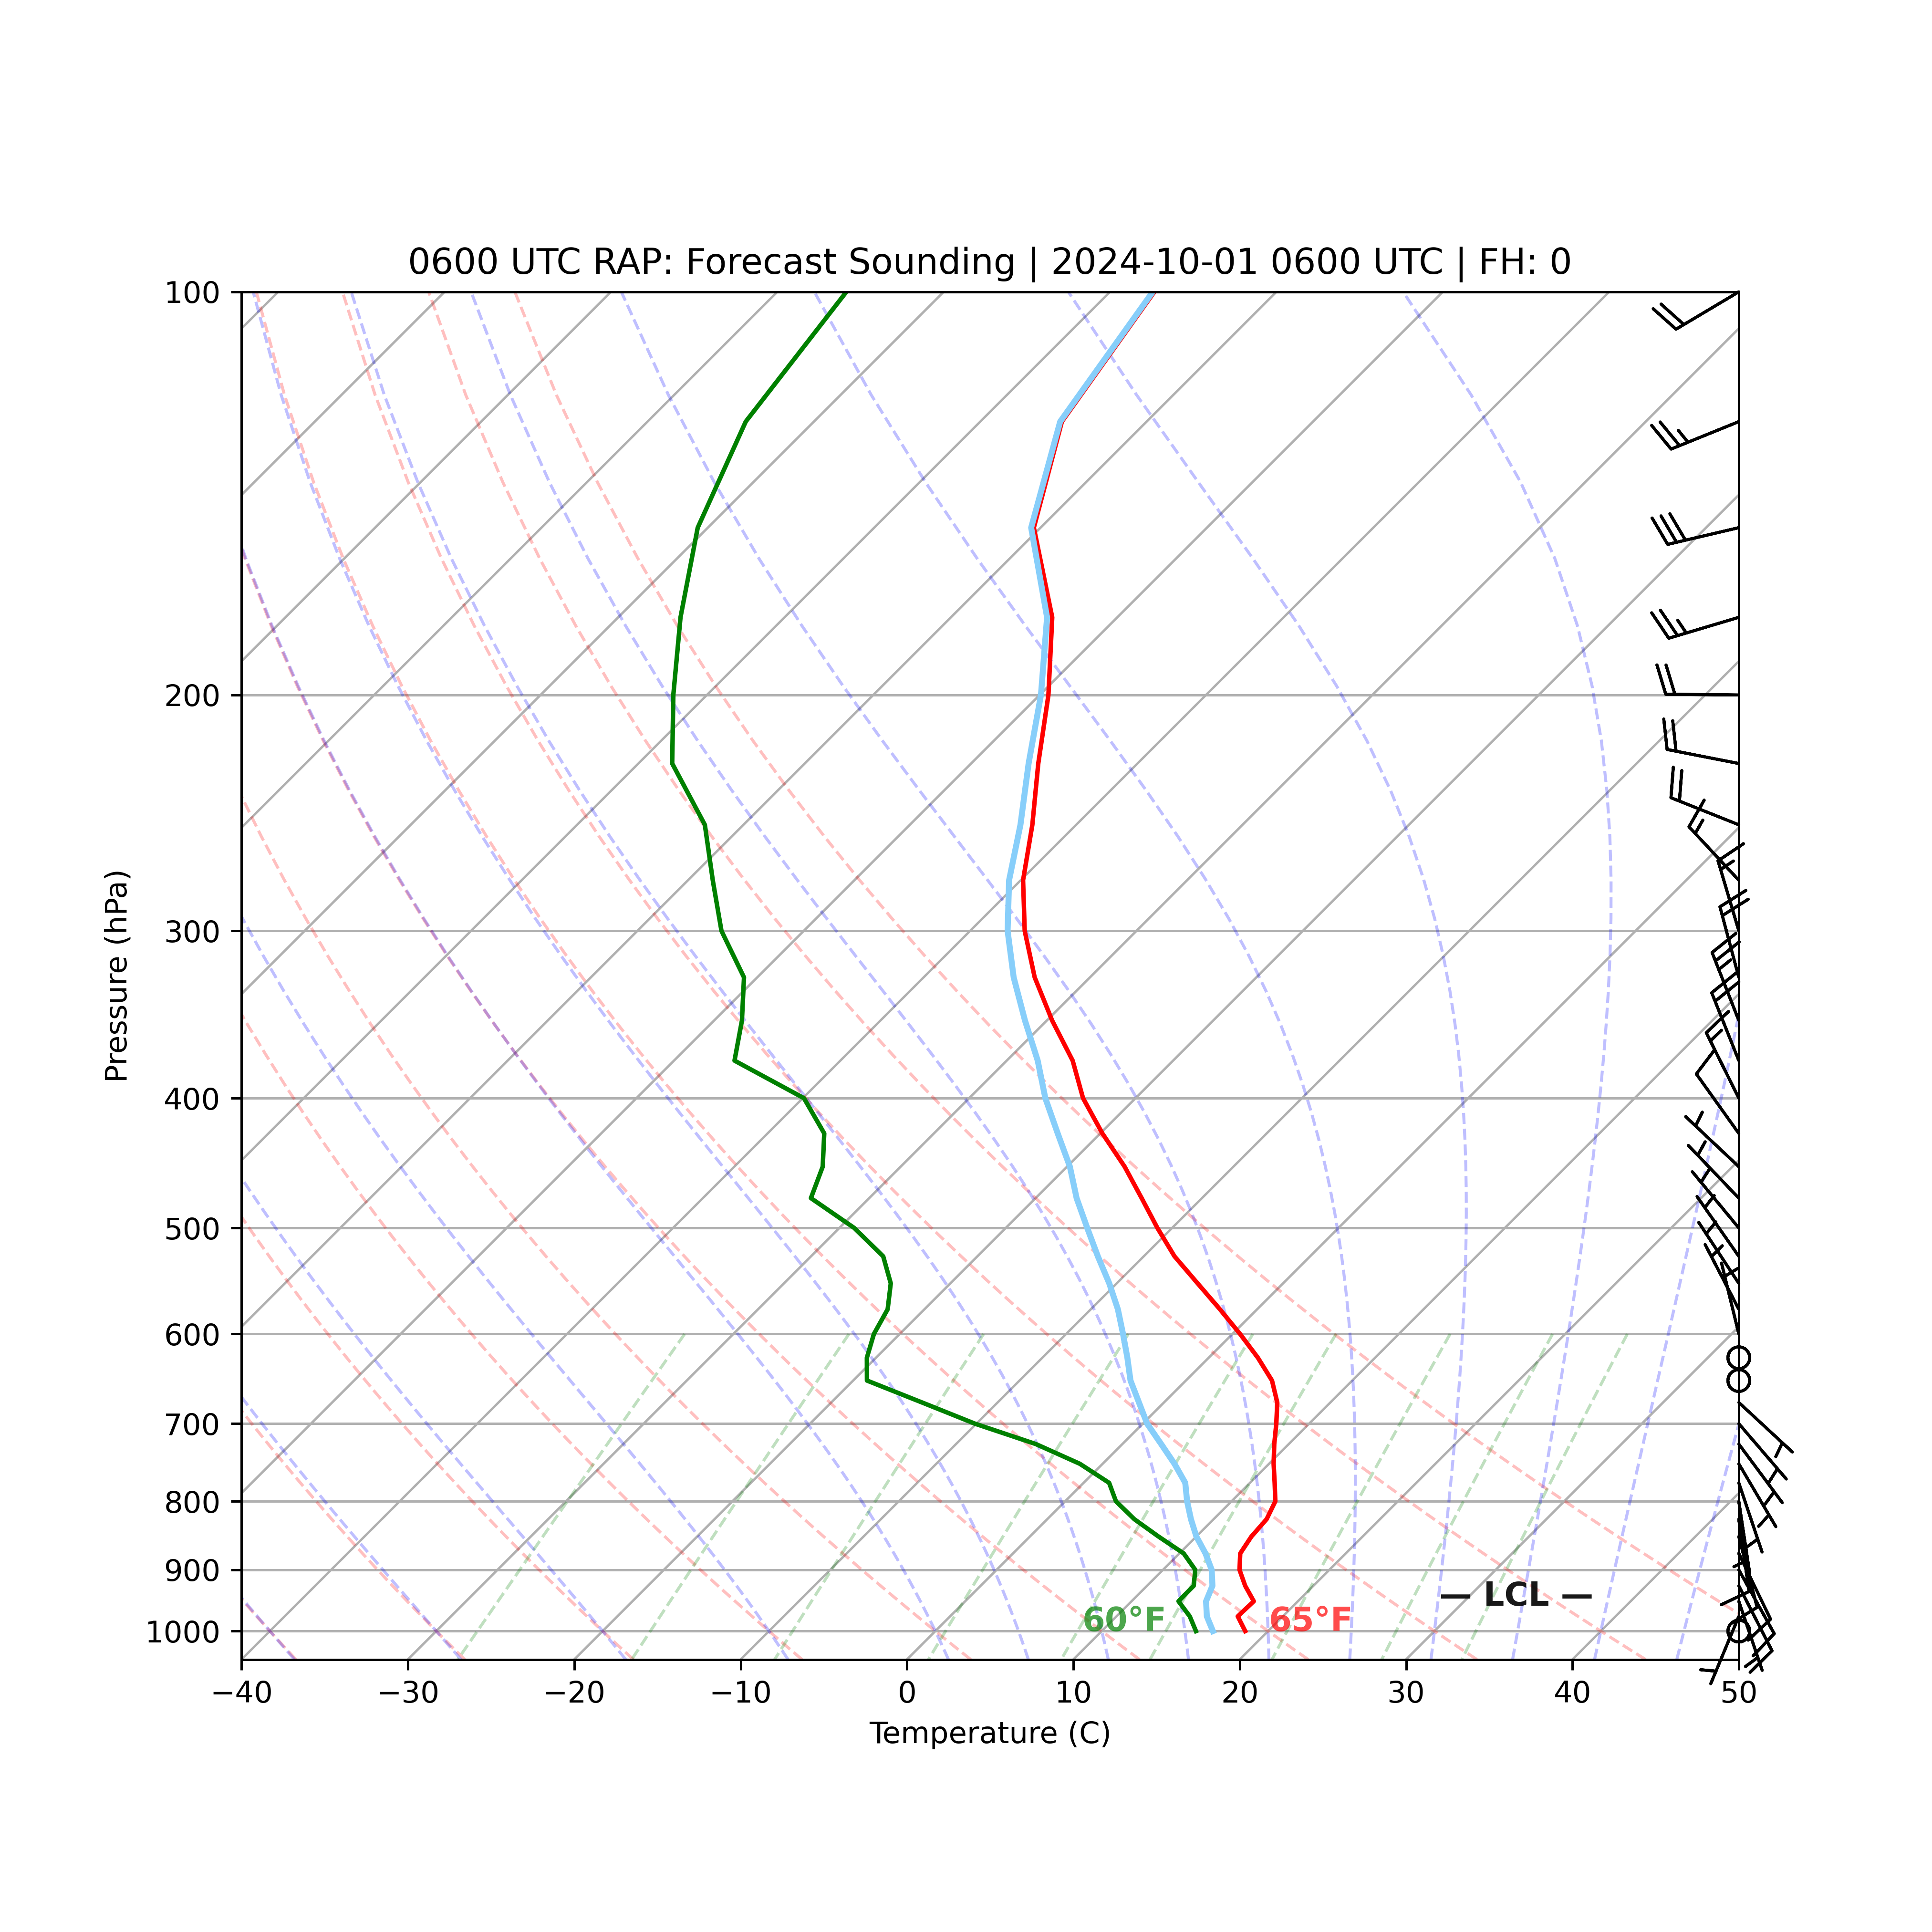 0600 UTC RAP: Forecast Sounding | 2024-10-01 0600 UTC | FH: 0
100
200
300
400
500
600
700
800
900
1000
Pressure (hPa)
— LCL —
60°F 65°F
−40 −30 −20 −10 0 10 20 30 40 50
Temperature (C)